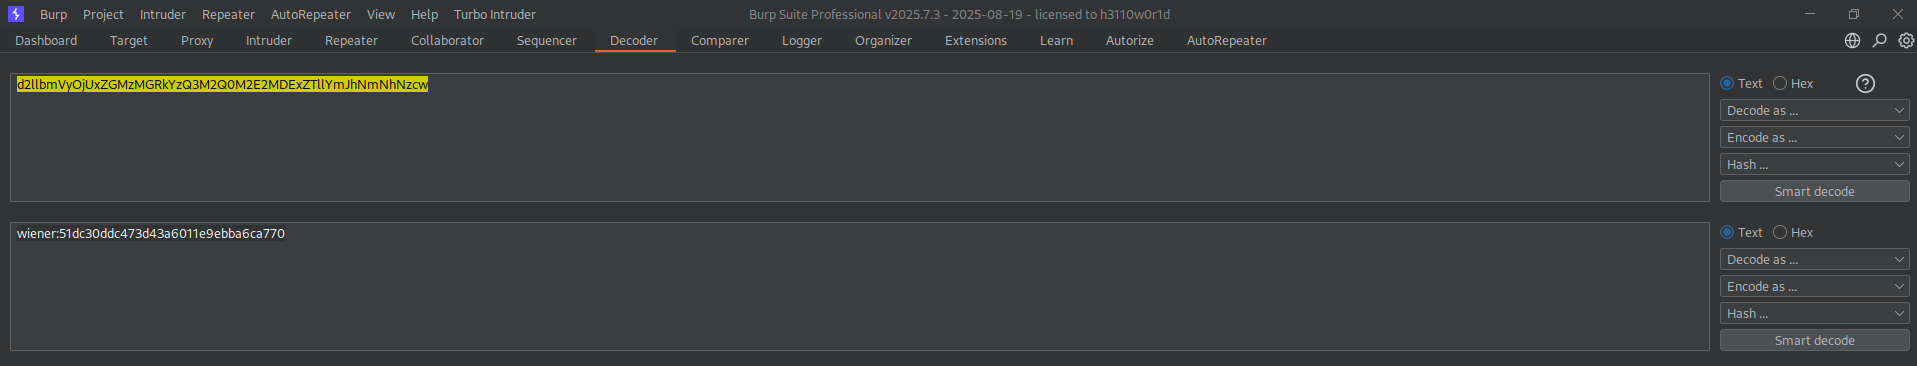 Burp Project Intruder Repeater AutoRepeater View Help Turbo Intruder Burp Suite Professional v2025.7.3 - 2025-08-19 - licensed to h3110w0r1d
Dashboard Target Proxy Intruder Repeater Collaborator Sequencer Decoder Comparer Logger Organizer Extensions Learn Autorize AutoRepeater
d2llbmVyOjUxZGMzMGRkYzQ3M2Q0M2E2MDExZTllYmJhNmNhNzcw
Text Hex ?
Decode as ...
Encode as ...
Hash ...
Smart decode
wiener:51dc30ddc473d43a6011e9ebba6ca770
Text Hex
Decode as ...
Encode as ...
Hash ...
Smart decode